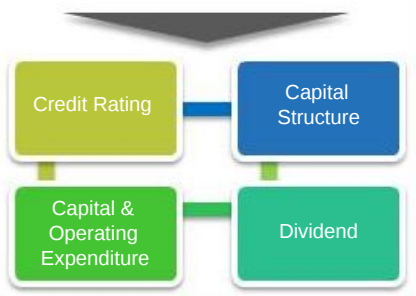 Credit Rating
Capital
Structure
Capital &
Operating
Expenditure
Dividend